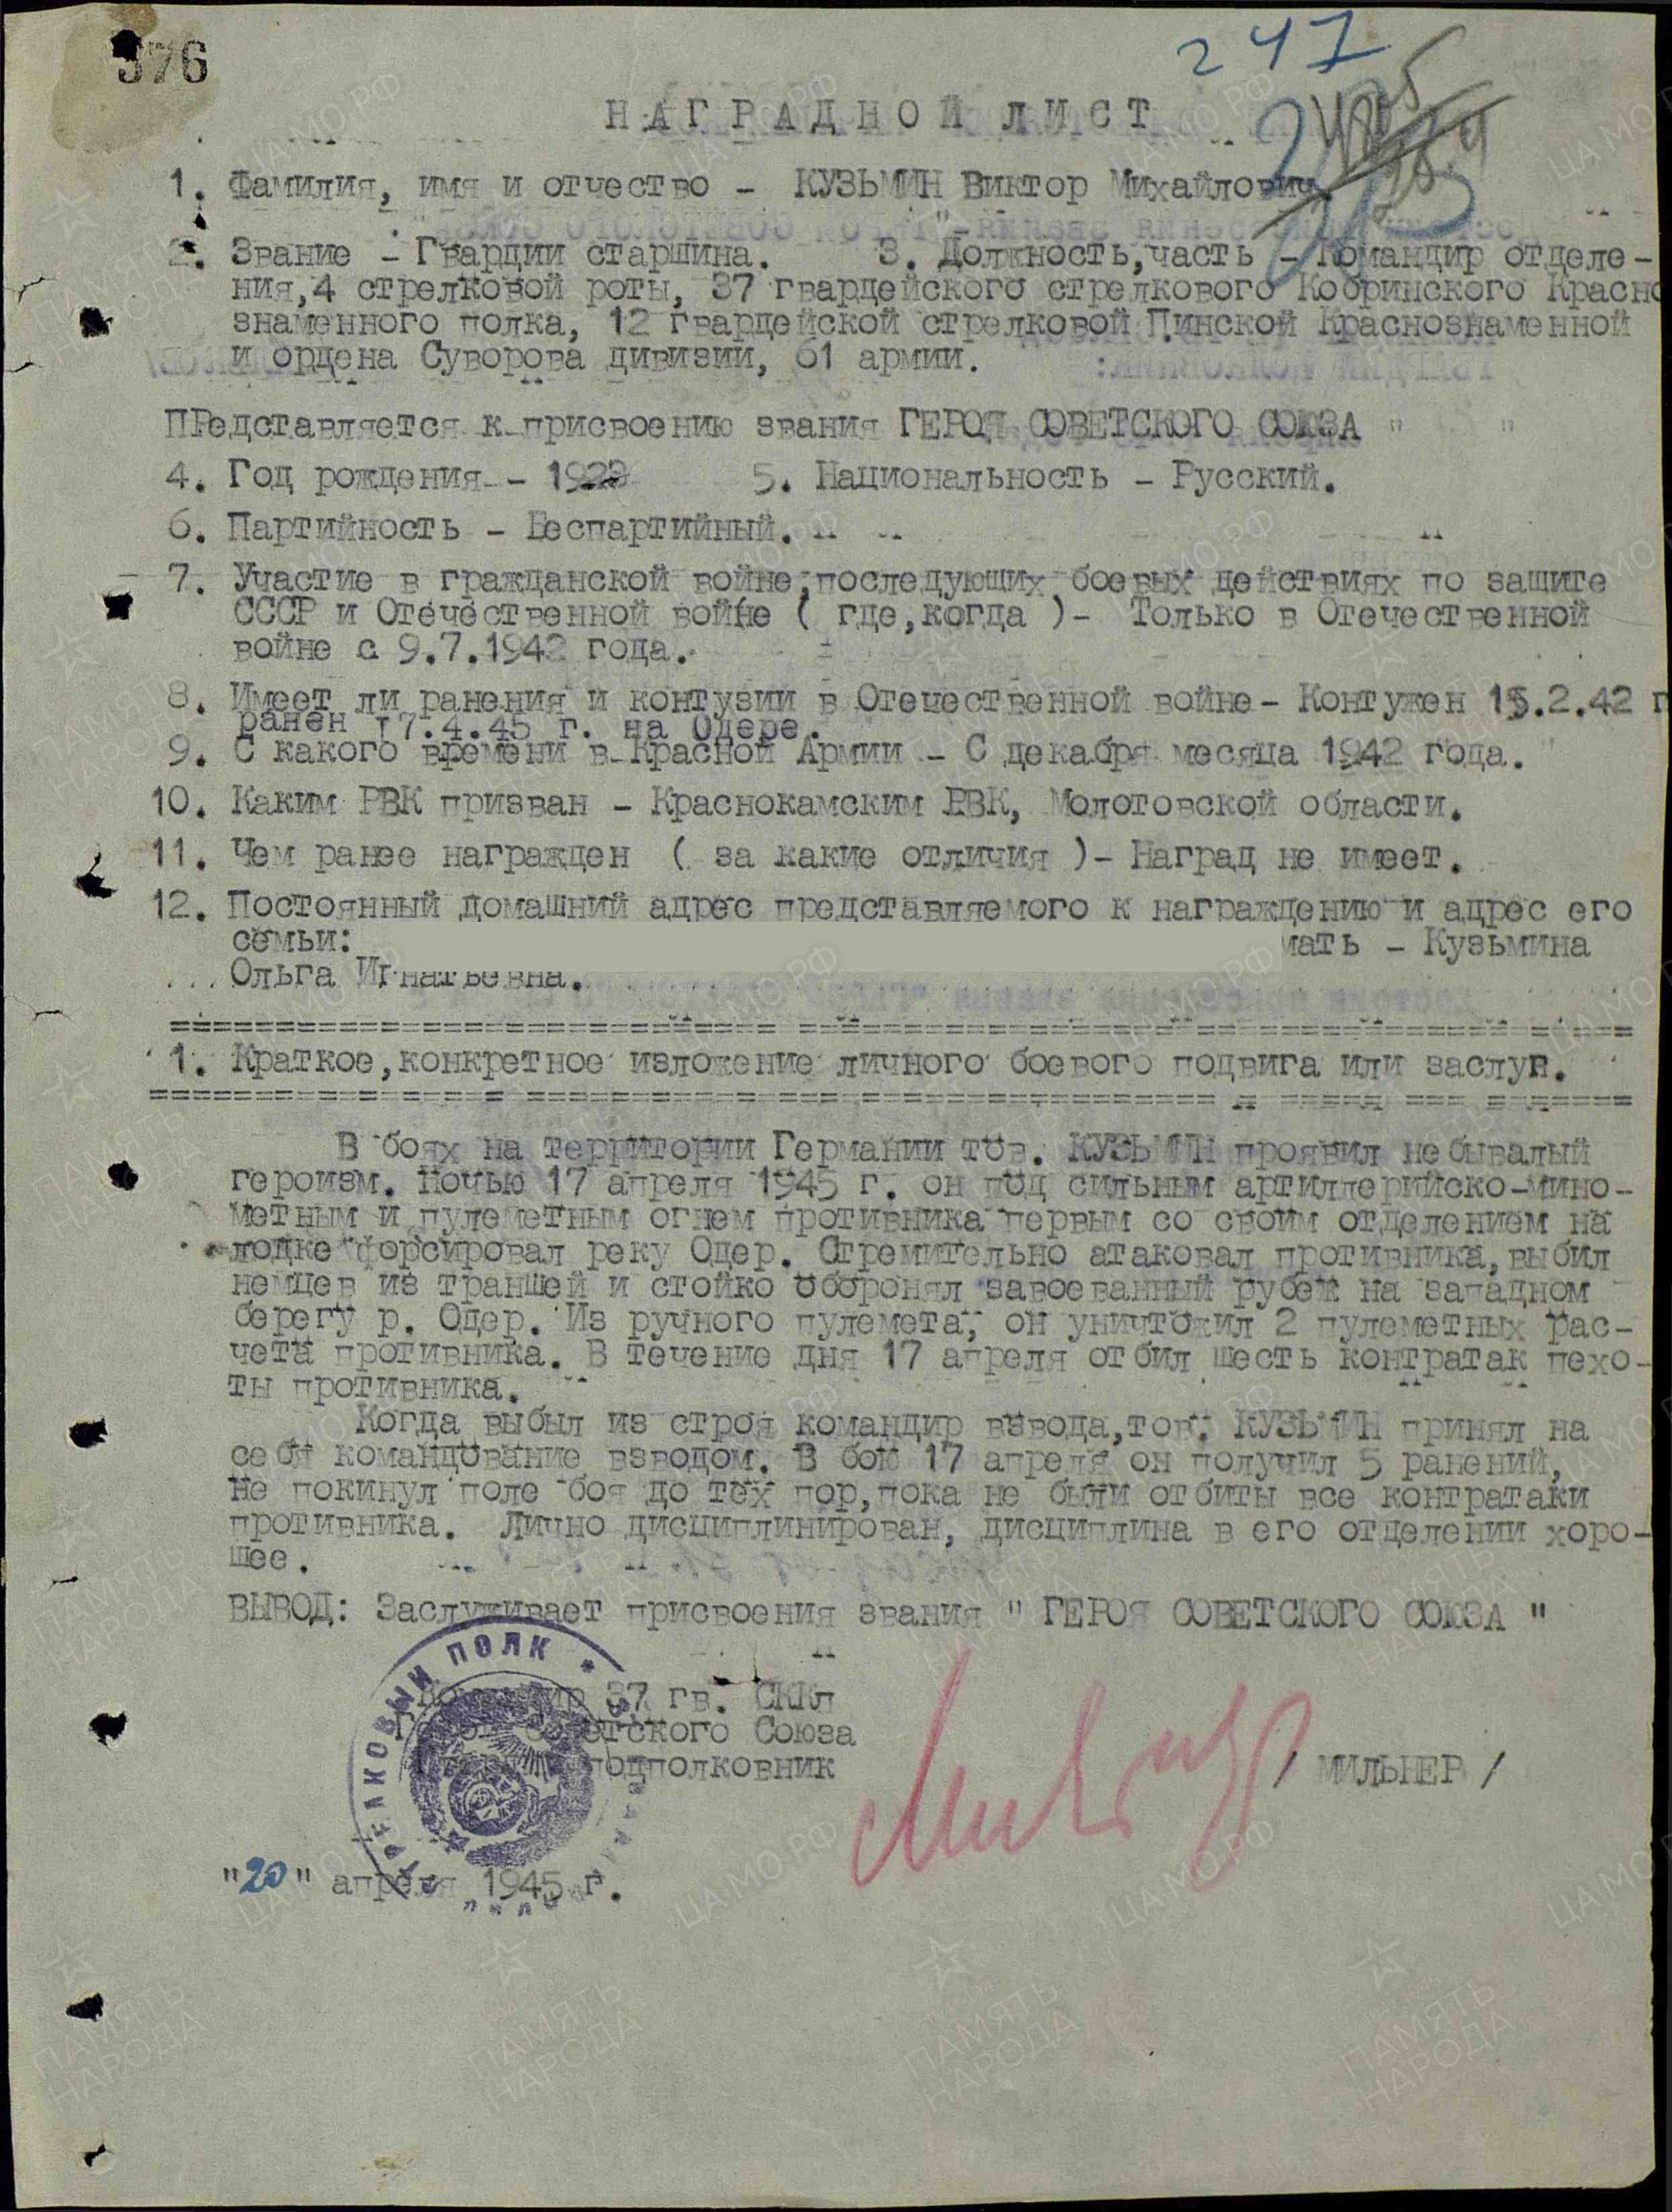 376
247
НАГРАДНОЙ ЛИСТ
1. Фамилия, имя и отчество - КУЗЬМИН Виктор Михайлович.
2. Звание - Гвардии старшина. 3. Должность,часть - Командир отделе-
ния,4 стрелковой роты, 37 гвардейского стрелкового Кобринского Красно
знаменного полка, 12 гвардейской стрелковой Пинской Краснознаменной
и ордена Суворова дивизии, 61 армии.
ПРедставляется к присвоению звания ГЕРОЯ СОВЕТСКОГО СОЮЗА " "
4. Год рождения - 5. Национальность - Русский.
6. Партийность - Беспартийный.
7. Участие в гражданской войне,последующих боевых действиях по защите
СССР и Отечественной войне ( где,когда )- Только в Отечественной
войне с 9.7.1942 года.
8. Имеет ли ранения и контузии в Отечественной войне- Контужен 15.2.42 г
ранен 17.4.45 г. на Одере.
9. С какого времени в Красной Армии - С декабря месяца 1942 года.
10. Каким РВК призван - Краснокамским РВК, Молотовской области.
11. Чем ранее награжден ( за какие отличия )- Наград не имеет.
12. Постоянный домашний адрес представляемого к награждению и адрес его
семьи: мать - Кузьмина
Ольга Игнатьевна.
1. Краткое,конкретное изложение личного боевого подвига или заслуг.
В боях на территории Германии тов. КУЗЬМИН проявил небывалый
героизм. Ночью 17 апреля 1945 г. он под сильным артиллерийско-мино-
метным и пулеметным огнем противника первым со своим отделением на
лодке форсировал реку Одер. Стремительно атаковал противника,выбил
немцев из траншей и стойко оборонял завоеванный рубеж на западном
берегу р. Одер. Из ручного пулемета, он уничтожил 2 пулеметных рас-
чета противника. В течение дня 17 апреля отбил шесть контратак пехо-
ты противника.
Когда выбыл из строя командир взвода,тов. КУЗЬМИН принял на
себя командование взводом. В бою 17 апреля он получил 5 ранений,
не покинул поле боя до тех пор,пока не были отбиты все контратаки
противника. Лично дисциплинирован, дисциплина в его отделении хоро-
шее.
ВЫВОД: Заслуживает присвоения звания " ГЕРОЯ СОВЕТСКОГО СОЮЗА "
Командир 37 гв. СККп
Герой Советского Союза
подполковник / МИЛЬНЕР /
"20" апреля 1945 г.
СТРЕЛКОВЫЙ ПОЛК *
ПАМЯТЬ НАРОДА
ЦАМО.РФ